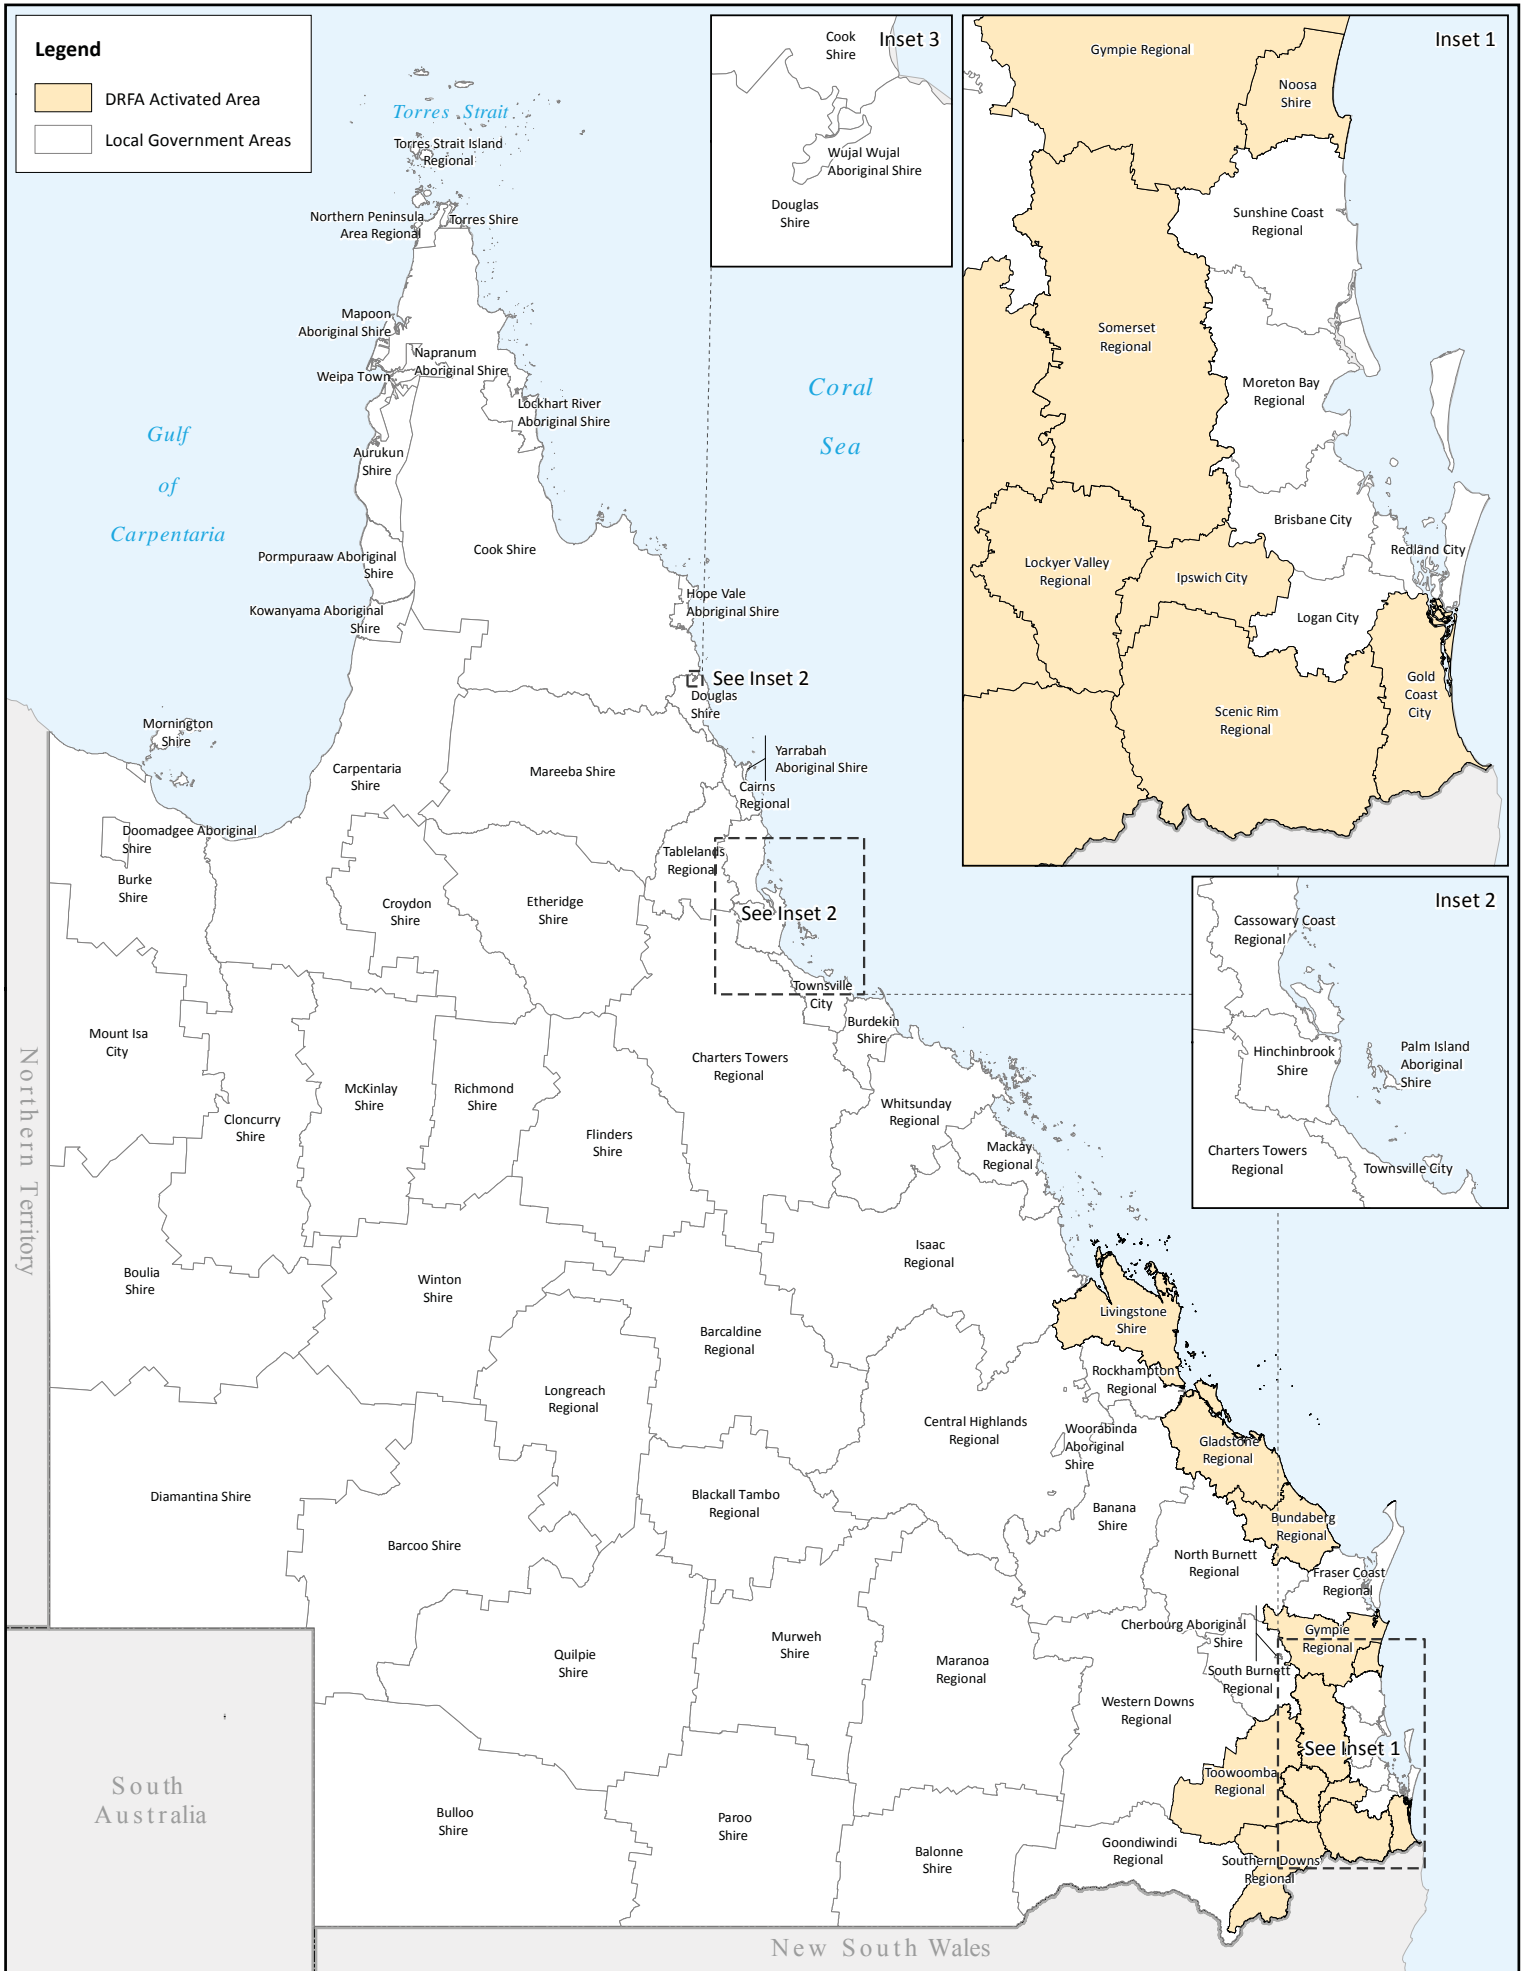 Legend
DRFA Activated Area
Local Government Areas
Inset 3
Cook
Shire
Wujal Wujal
Aboriginal Shire
Douglas
Shire
Inset 1
Gympie Regional
Noosa
Shire
Sunshine Coast
Regional
Somerset
Regional
Moreton Bay
Regional
Brisbane City
Redland City
Lockyer Valley
Regional
Ipswich City
Logan City
Gold
Coast
City
Scenic Rim
Regional
Inset 2
Cassowary Coast
Regional
Hinchinbrook
Shire
Palm Island
Aboriginal
Shire
Charters Towers
Regional
Townsville City
Torres Strait
Torres Strait Island
Regional
Northern Peninsula
Area Regional
Torres Shire
Mapoon
Aboriginal Shire
Napranum
Aboriginal Shire
Weipa Town
Lockhart River
Aboriginal Shire
Coral
Sea
Gulf
of
Carpentaria
Aurukun
Shire
Cook Shire
Pormpuraaw Aboriginal
Shire
Kowanyama Aboriginal
Shire
Hope Vale
Aboriginal Shire
See Inset 2
Douglas
Shire
Mornington
Shire
Carpentaria
Shire
Mareeba Shire
Yarrabah
Aboriginal Shire
Cairns
Regional
Doomadgee Aboriginal
Shire
Burke
Shire
Tablelands
Regional
Croydon
Shire
Etheridge
Shire
See Inset 2
Townsville
City
Burdekin
Shire
Mount Isa
City
Charters Towers
Regional
McKinlay
Shire
Richmond
Shire
Cloncurry
Shire
Flinders
Shire
Whitsunday
Regional
Mackay
Regional
Northern Territory
Isaac
Regional
Boulia
Shire
Winton
Shire
Livingstone
Shire
Barcaldine
Regional
Rockhampton
Regional
Longreach
Regional
Central Highlands
Regional
Woorabinda
Aboriginal
Shire
Gladstone
Regional
Diamantina Shire
Blackall Tambo
Regional
Banana
Shire
Bundaberg
Regional
Barcoo Shire
North Burnett
Regional
Fraser Coast
Regional
Cherbourg Aboriginal
Shire
Gympie
Regional
Quilpie
Shire
Murweh
Shire
Maranoa
Regional
South Burnett
Regional
Western Downs
Regional
See Inset 1
Toowoomba
Regional
South
Australia
Bulloo
Shire
Paroo
Shire
Balonne
Shire
Goondiwindi
Regional
Southern Downs
Regional
New South Wales